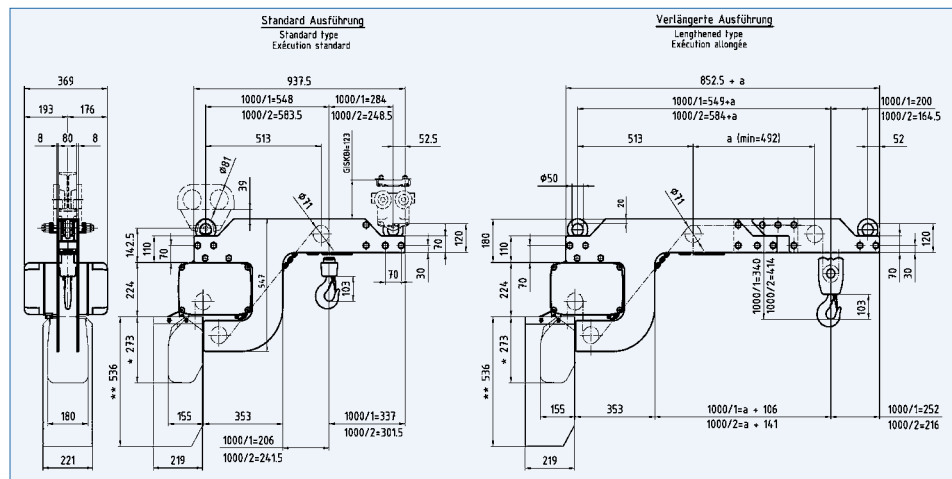 Standard Ausführung
Standard type
Exécution standard
Verlängerte Ausführung
Lengthened type
Exécution allongée
369
193 176
8 80 8
937.5
1000/1=548 1000/1=284
1000/2=583.5 1000/2=248.5
513
52.5
Ø81
39
GISKBI=123
Ø71
142.5
110
70
224
547
103
70
30
70
120
* 273
** 536
180
221
155 353
1000/1=337
1000/2=301.5
1000/1=206
1000/2=241.5
219
852.5 + a
1000/1=549+a 1000/1=200
1000/2=584+a 1000/2=164.5
513 a (min=492) 52
Ø50
20
Ø71
180
110
70
224
1000/1=340
1000/2=414
103
70
30
120
* 273
** 536
155 353
1000/1=a + 106 1000/1=252
1000/2=a + 141 1000/2=216
219